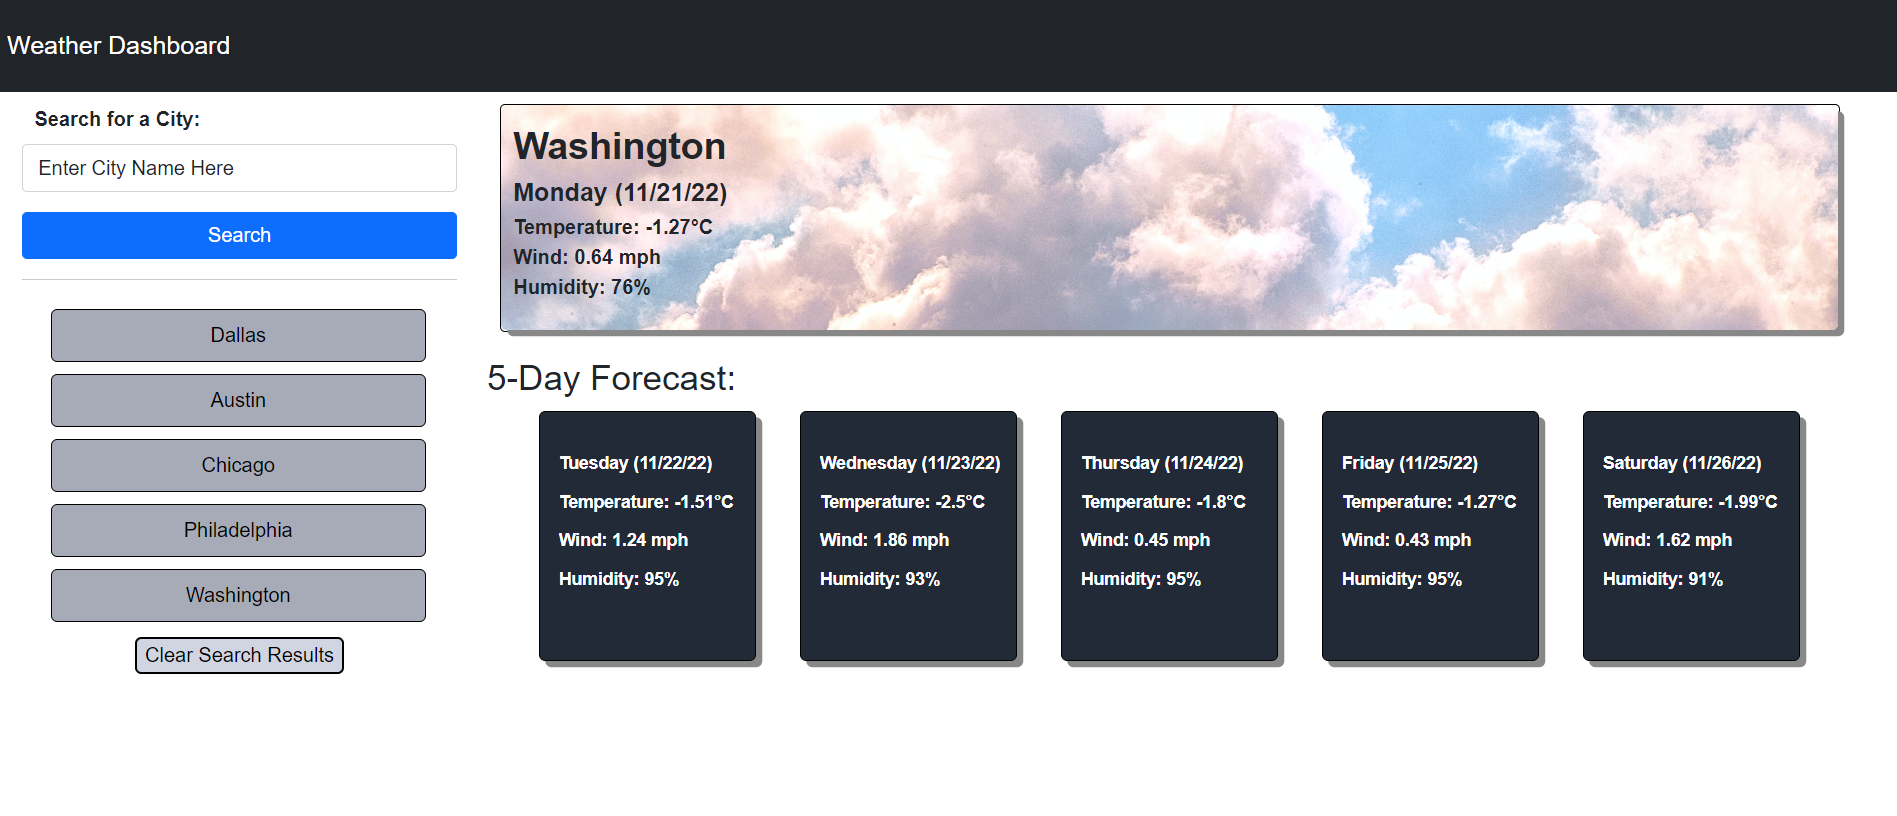 Weather Dashboard
Search for a City:
Enter City Name Here
Search
Dallas
Austin
Chicago
Philadelphia
Washington
Clear Search Results
Washington
Monday (11/21/22)
Temperature: -1.27°C
Wind: 0.64 mph
Humidity: 76%
5-Day Forecast:
Tuesday (11/22/22)
Temperature: -1.51°C
Wind: 1.24 mph
Humidity: 95%
Wednesday (11/23/22)
Temperature: -2.5°C
Wind: 1.86 mph
Humidity: 93%
Thursday (11/24/22)
Temperature: -1.8°C
Wind: 0.45 mph
Humidity: 95%
Friday (11/25/22)
Temperature: -1.27°C
Wind: 0.43 mph
Humidity: 95%
Saturday (11/26/22)
Temperature: -1.99°C
Wind: 1.62 mph
Humidity: 91%